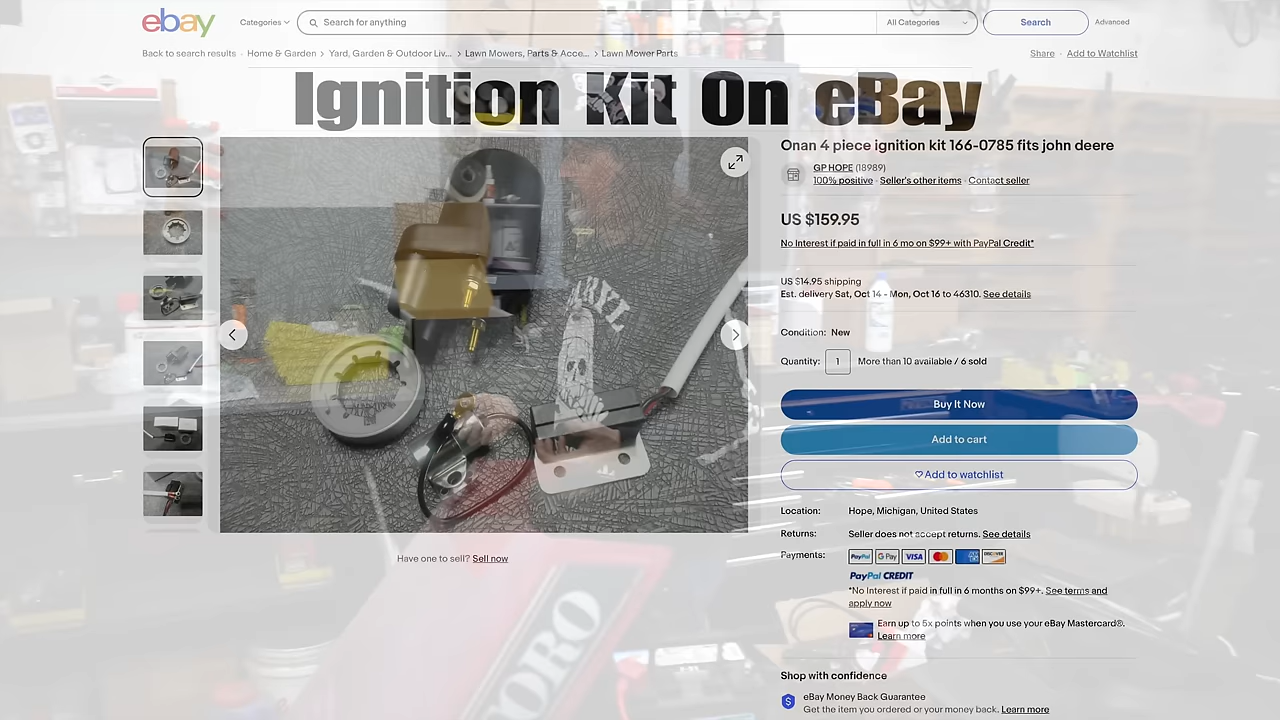 ebay
Categories
Search for anything
All Categories
Search
Advanced
Back to search results
Home & Garden > Yard, Garden & Outdoor Liv... > Lawn Mowers, Parts & Acce... > Lawn Mower Parts
Share
Add to Watchlist
Ignition Kit On eBay
Onan 4 piece ignition kit 166-0785 fits john deere
GP HOPE (18989)
100% positive · Seller's other items · Contact seller
US $159.95
No Interest if paid in full in 6 mo on $99+ with PayPal Credit*
US $14.95 shipping
Est. delivery Sat, Oct 14 - Mon, Oct 16 to 46310. See details
Condition: New
Quantity: 1 More than 10 available / 6 sold
Buy It Now
Add to cart
Add to watchlist
Location: Hope, Michigan, United States
Returns: Seller does not accept returns. See details
Payments: PayPal G Pay VISA
DISCOVER
PayPal CREDIT
*No Interest if paid in full in 6 months on $99+. See terms and
apply now
Earn up to 5x points when you use your eBay Mastercard®.
Learn more
Have one to sell? Sell now
Shop with confidence
eBay Money Back Guarantee
Get the item you ordered or your money back. Learn more
ORO